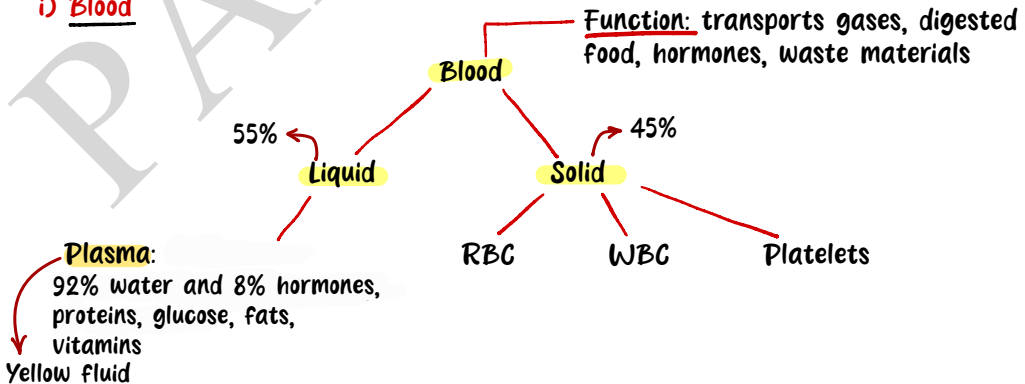 i) Blood
Function: transports gases, digested
food, hormones, waste materials
Blood
55%
45%
Liquid
Solid
Plasma:
92% water and 8% hormones,
proteins, glucose, fats,
vitamins
Yellow fluid
RBC
WBC
Platelets
PA